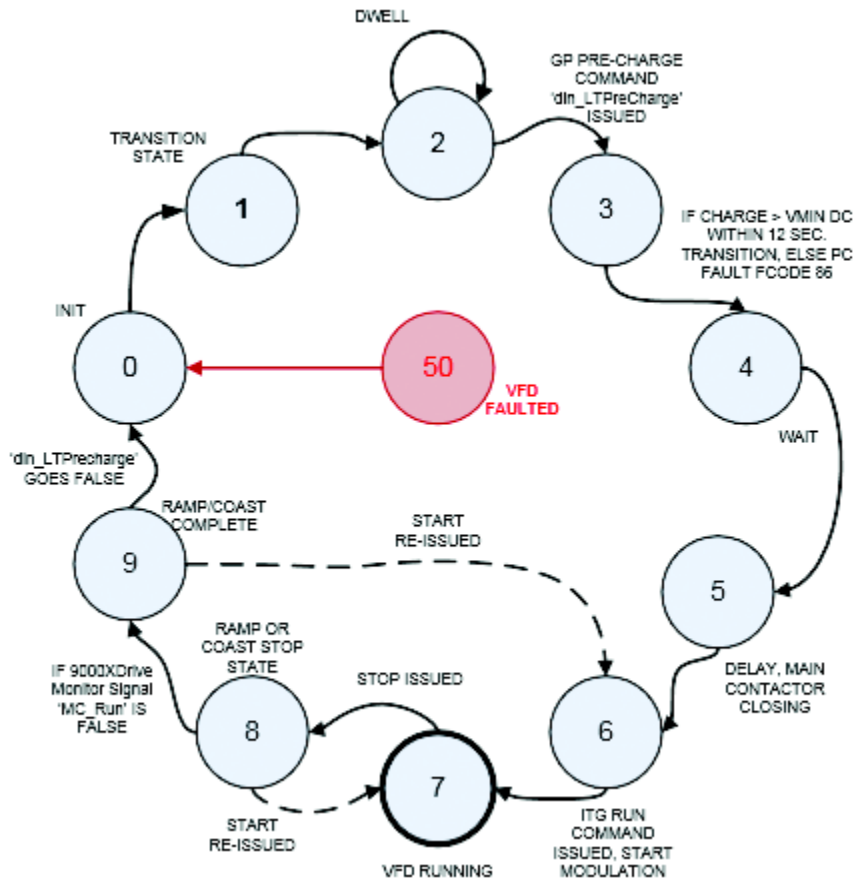 DWELL
GP PRE-CHARGE
COMMAND
'dIn_LTPreCharge'
ISSUED
TRANSITION
STATE
2
1
3
IF CHARGE > VMIN DC
WITHIN 12 SEC.
TRANSITION, ELSE PC
FAULT FCODE 86
INIT
0
50
VFD
FAULTED
4
WAIT
'dIn_LTPrecharge'
GOES FALSE
RAMP/COAST
COMPLETE
START
RE-ISSUED
9
5
RAMP OR
COAST STOP
STATE
IF 9000XDrive
Monitor Signal
'MC_Run' IS
FALSE
STOP ISSUED
DELAY, MAIN
CONTACTOR
CLOSING
8
6
7
START
RE-ISSUED
ITG RUN
COMMAND
ISSUED, START
MODULATION
VFD RUNNING